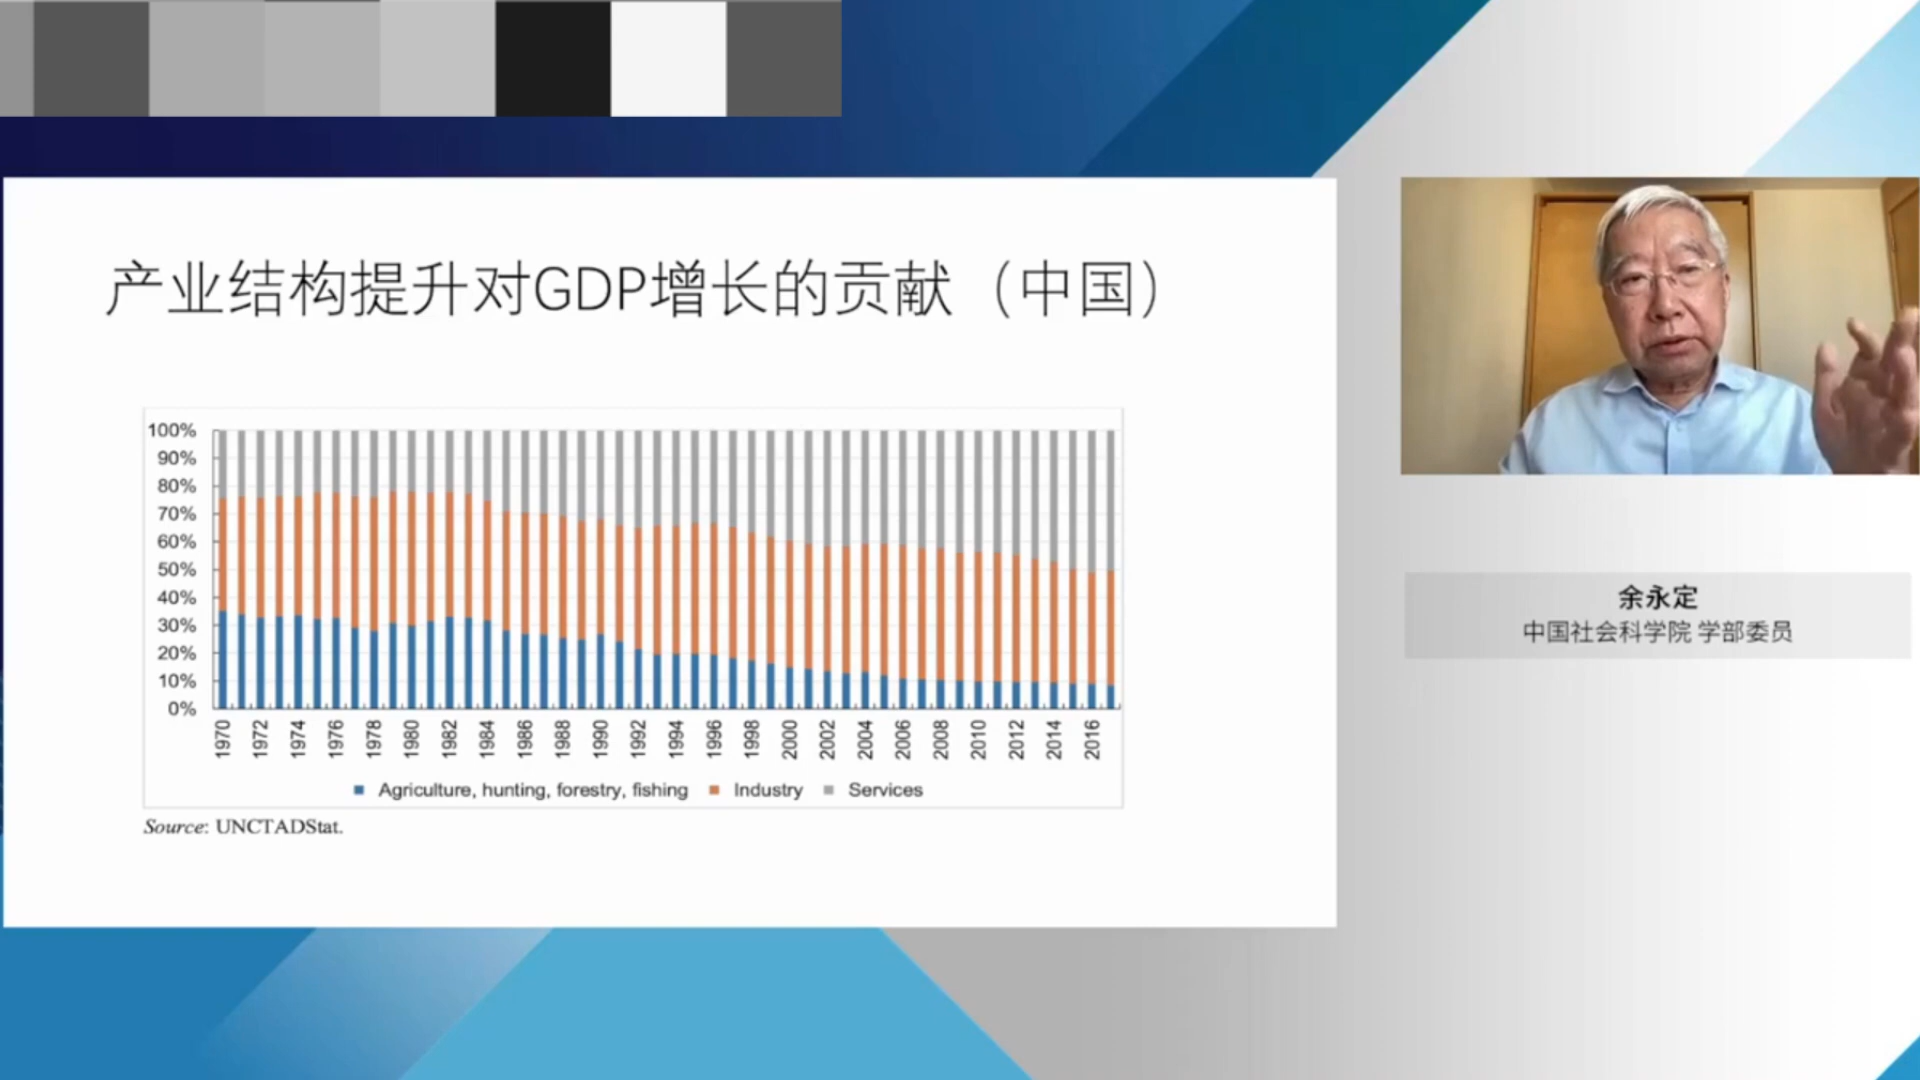 产业结构提升对GDP增长的贡献（中国）
100%
90%
80%
70%
60%
50%
40%
30%
20%
10%
0%
1970 1972 1974 1976 1978 1980 1982 1984 1986 1988 1990 1992 1994 1996 1998 2000 2002 2004 2006 2008 2010 2012 2014 2016
Agriculture, hunting, forestry, fishing Industry Services
Source: UNCTADStat.
余永定
中国社会科学院 学部委员